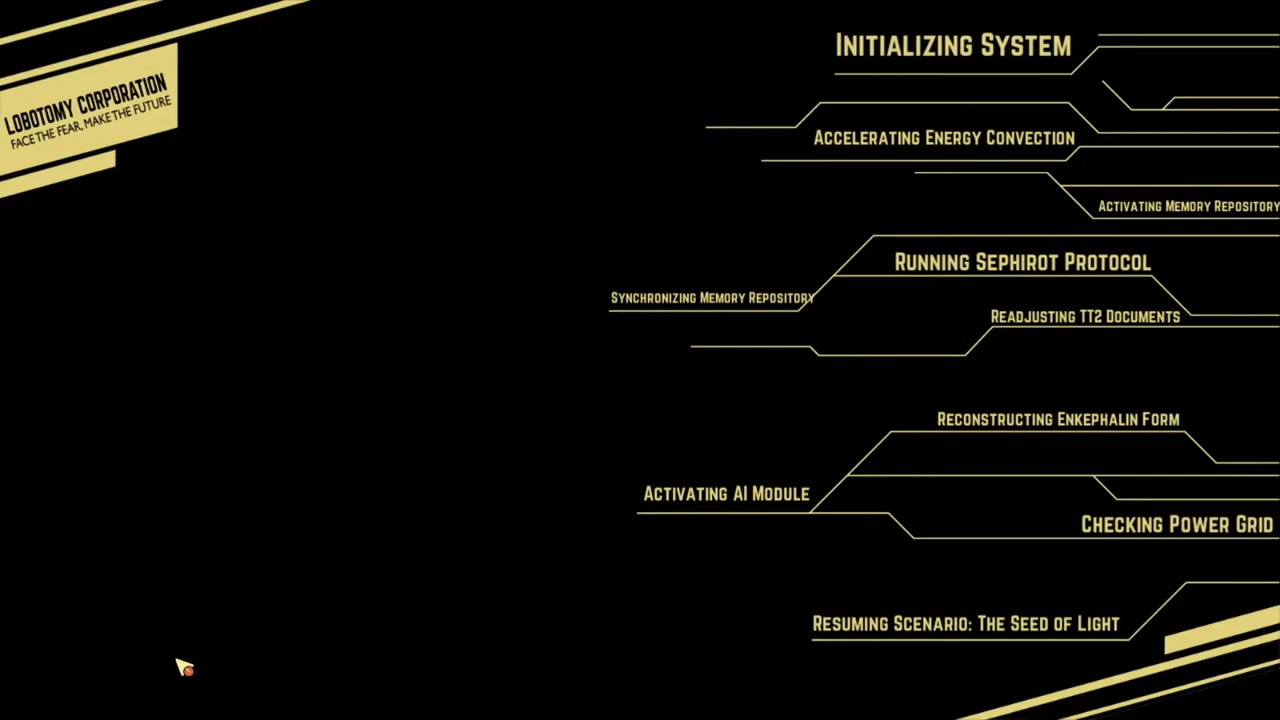 LOBOTOMY CORPORATION
FACE THE FEAR, MAKE THE FUTURE
INITIALIZING SYSTEM
ACCELERATING ENERGY CONVECTION
ACTIVATING MEMORY REPOSITORY
RUNNING SEPHIROT PROTOCOL
SYNCHRONIZING MEMORY REPOSITORY
READJUSTING TT2 DOCUMENTS
RECONSTRUCTING ENKEPHALIN FORM
ACTIVATING AI MODULE
CHECKING POWER GRID
RESUMING SCENARIO: THE SEED OF LIGHT